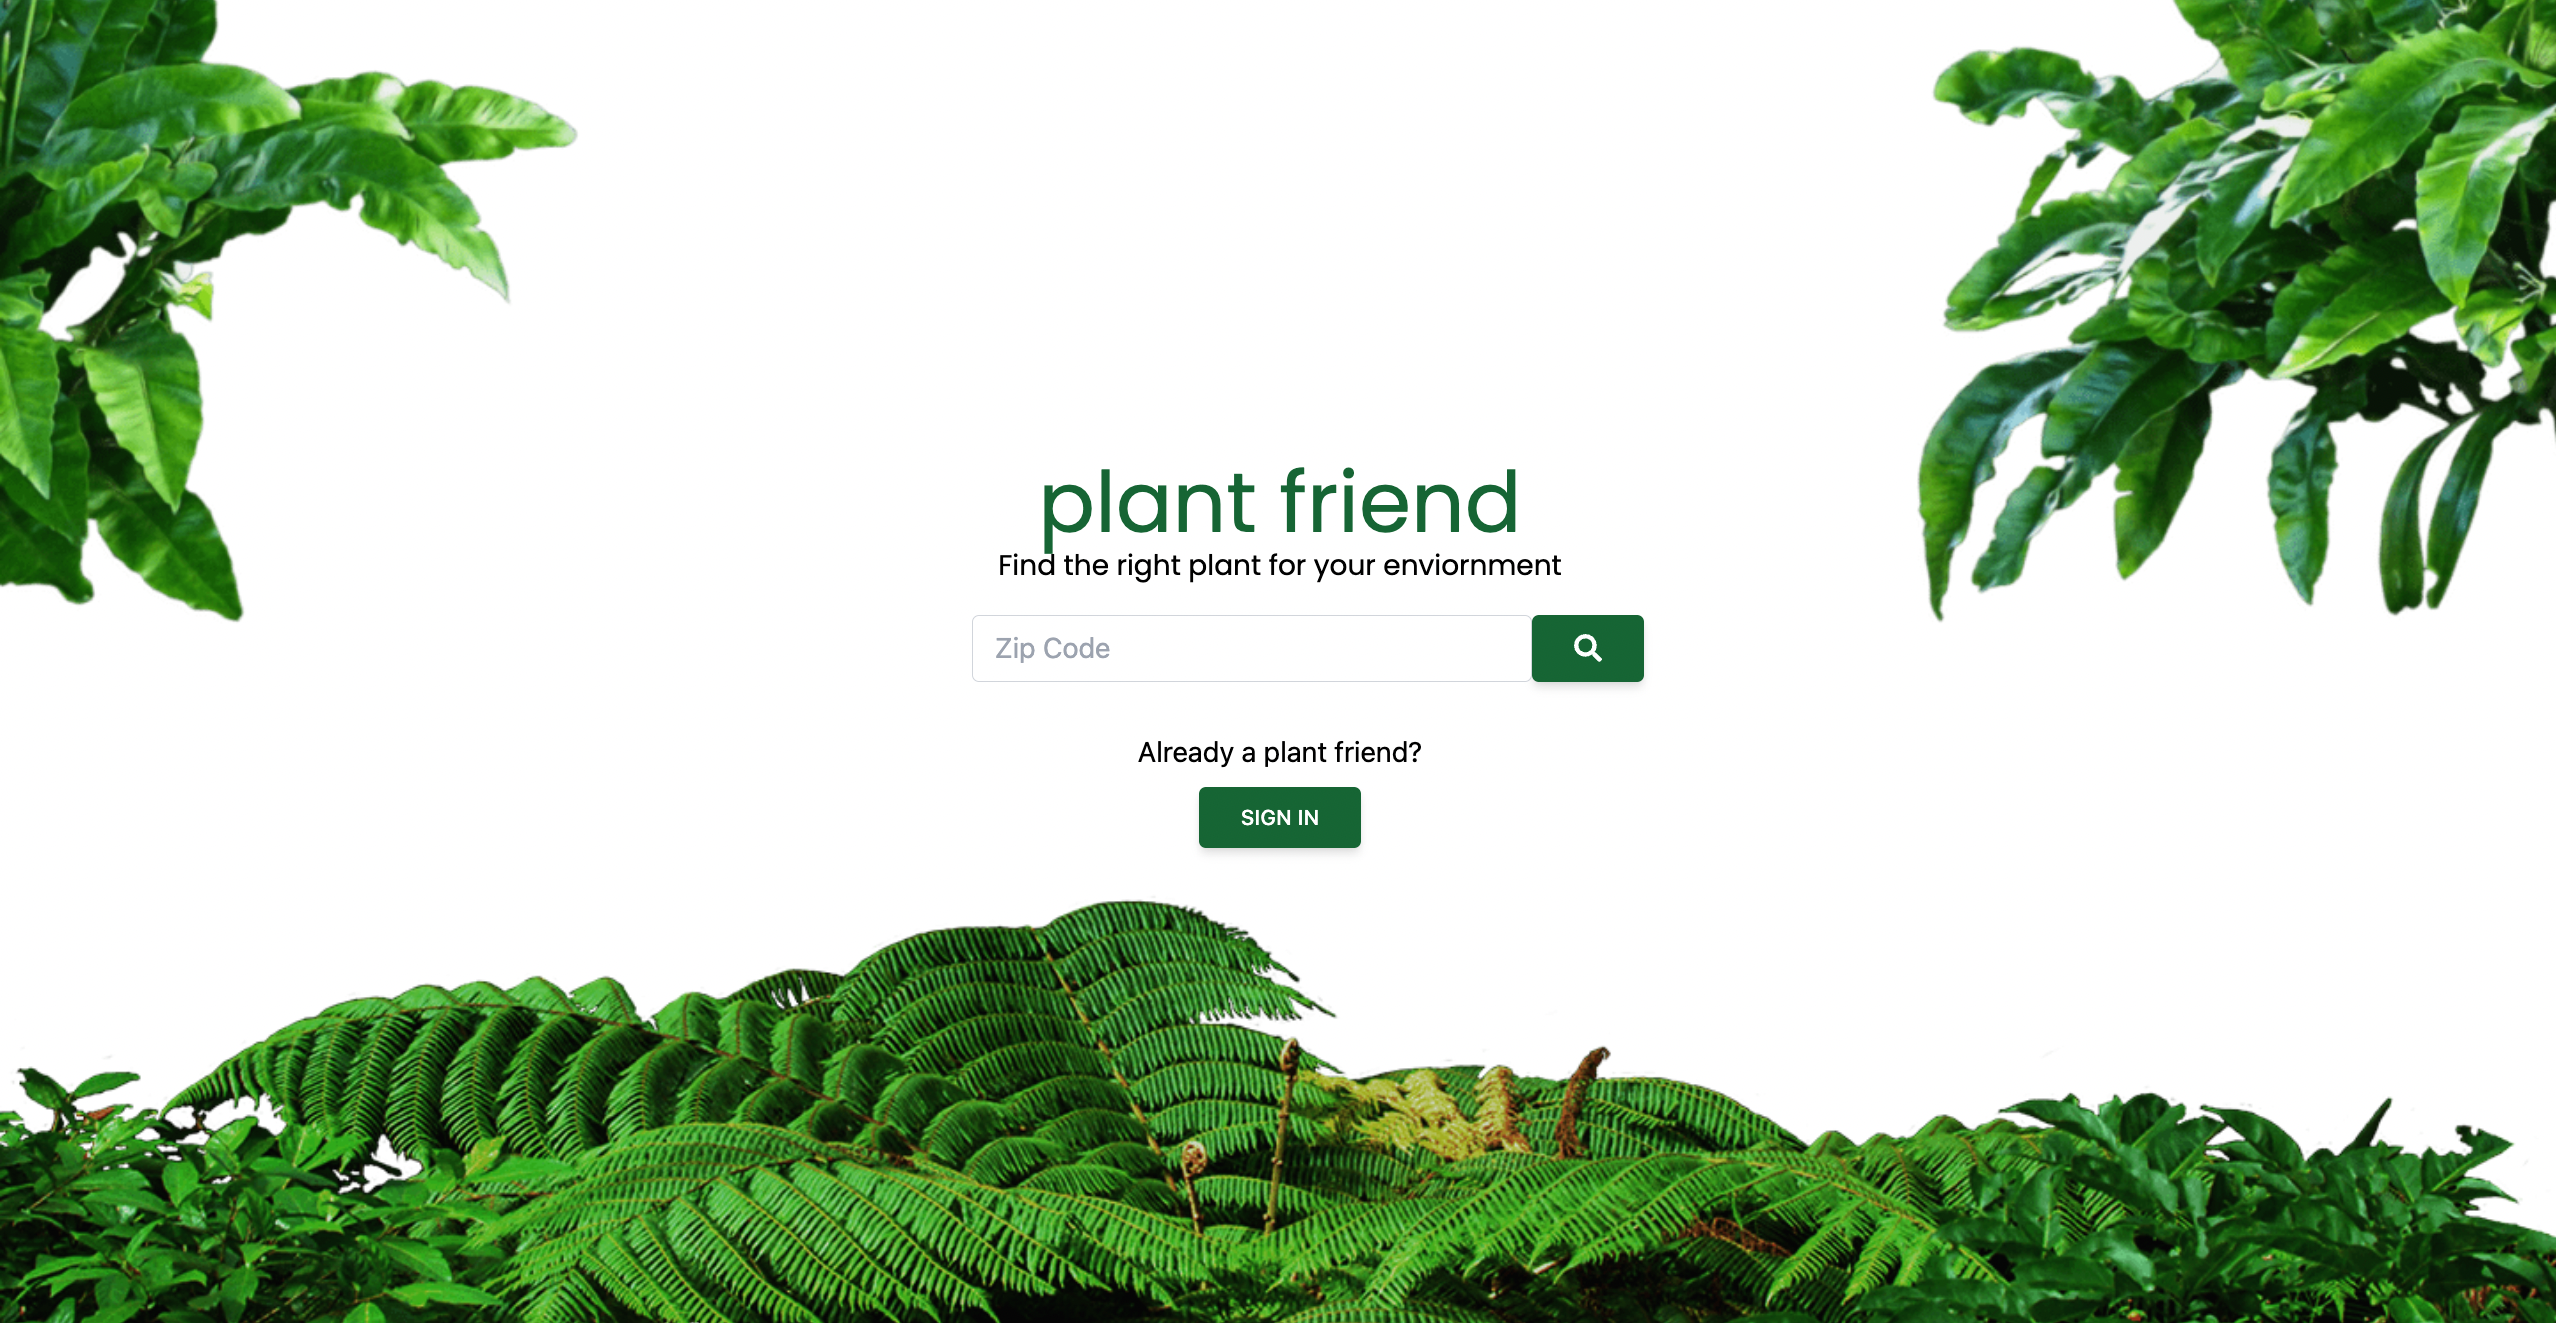 plant friend
Find the right plant for your enviornment
Zip Code
Already a plant friend?
SIGN IN